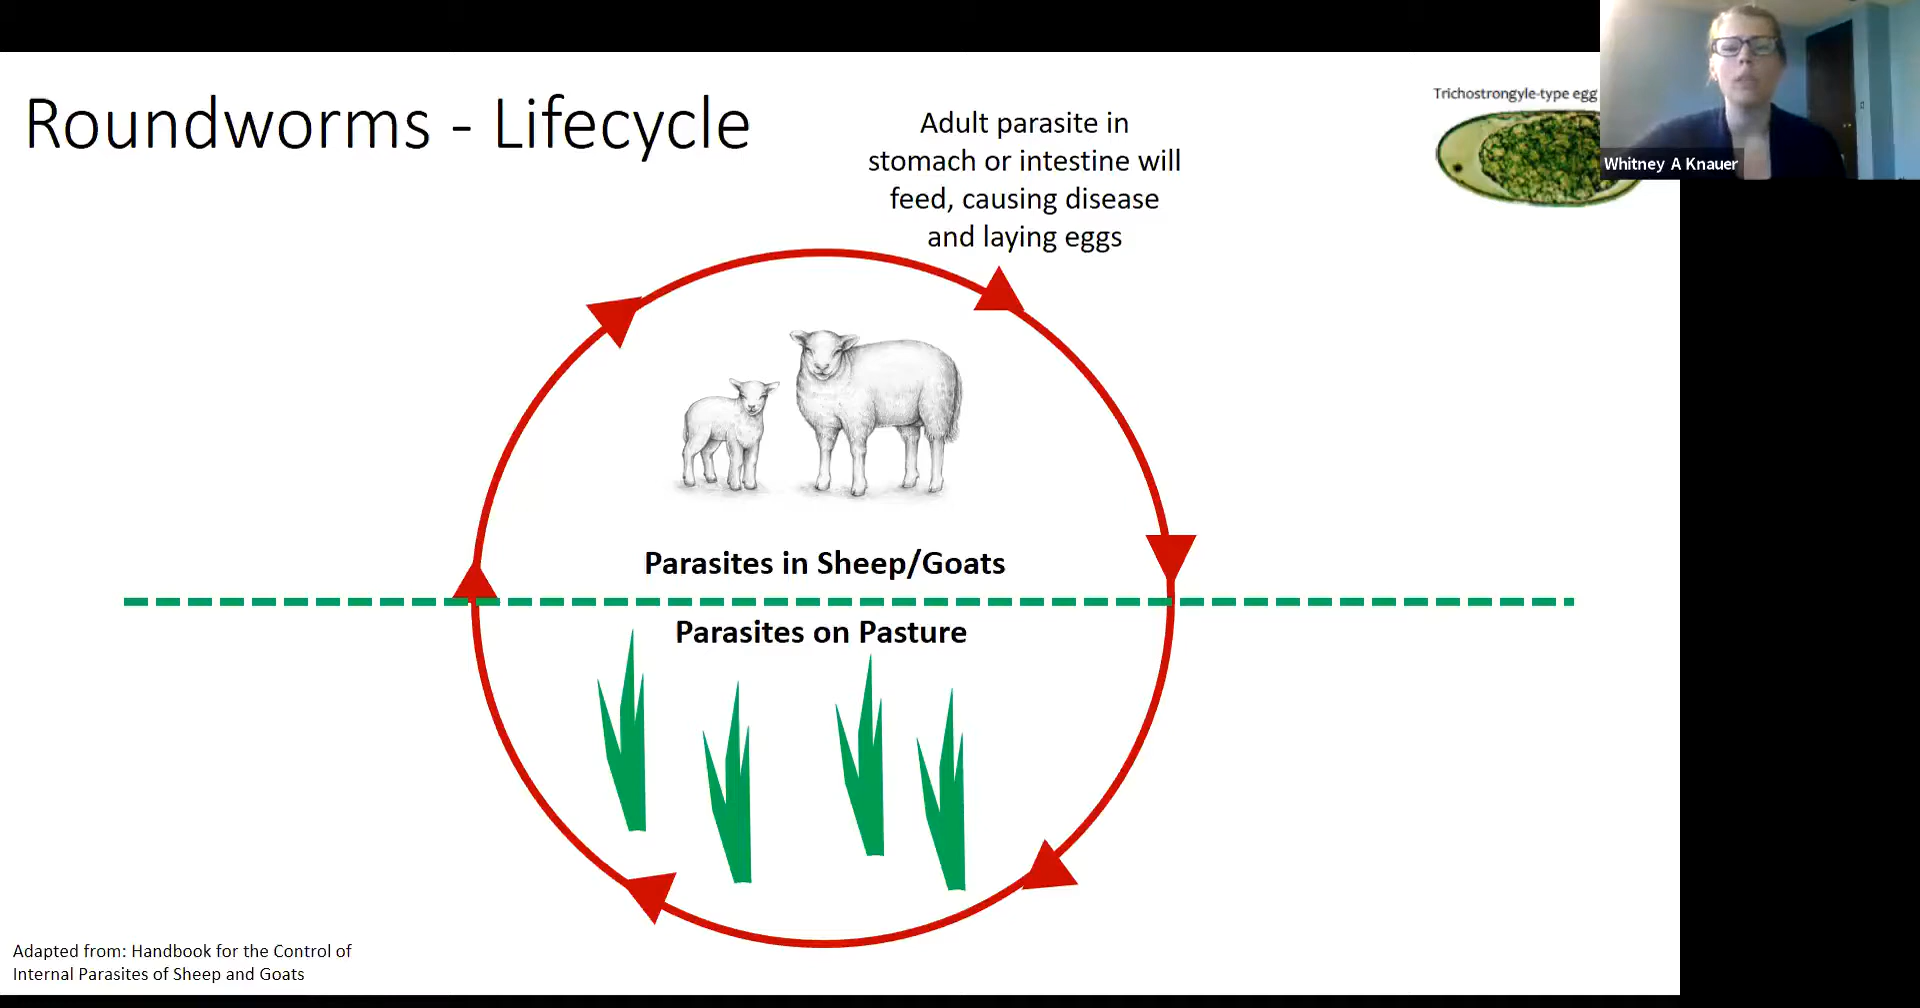 Roundworms - Lifecycle
Adult parasite in
stomach or intestine will
feed, causing disease
and laying eggs
Trichostrongyle-type egg
Whitney A Knauer
Parasites in Sheep/Goats
Parasites on Pasture
Adapted from: Handbook for the Control of
Internal Parasites of Sheep and Goats